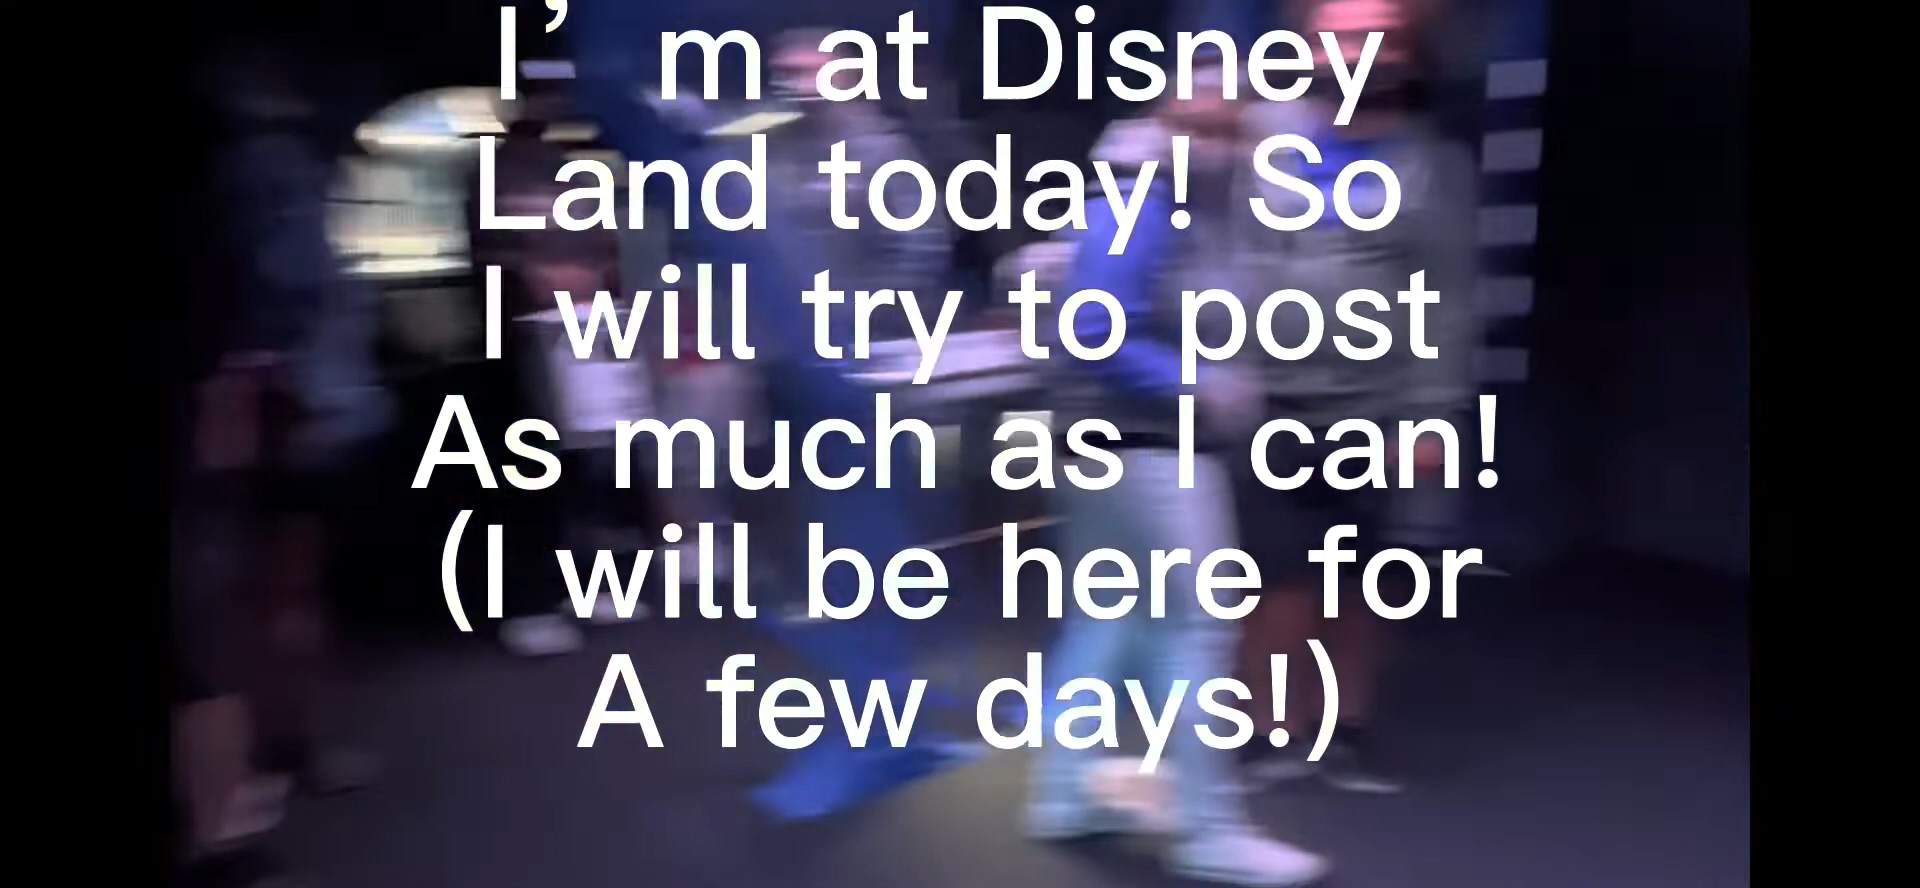 I’ m at Disney
Land today! So
I will try to post
As much as I can!
(I will be here for
A few days!)